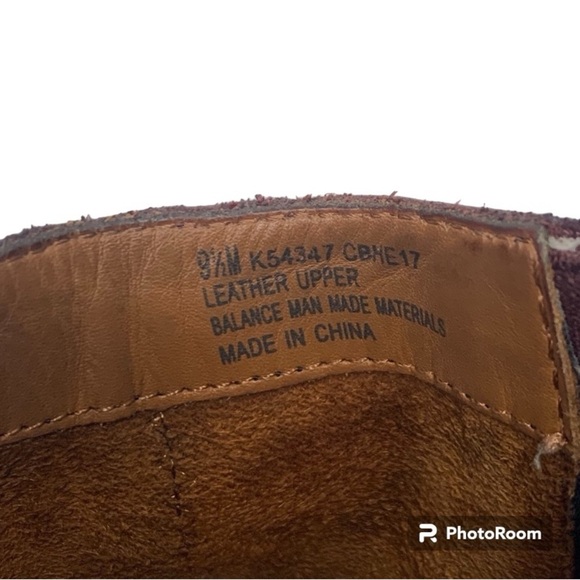 9½M K54347 CBHE17
LEATHER UPPER
BALANCE MAN MADE MATERIALS
MADE IN CHINA
PhotoRoom